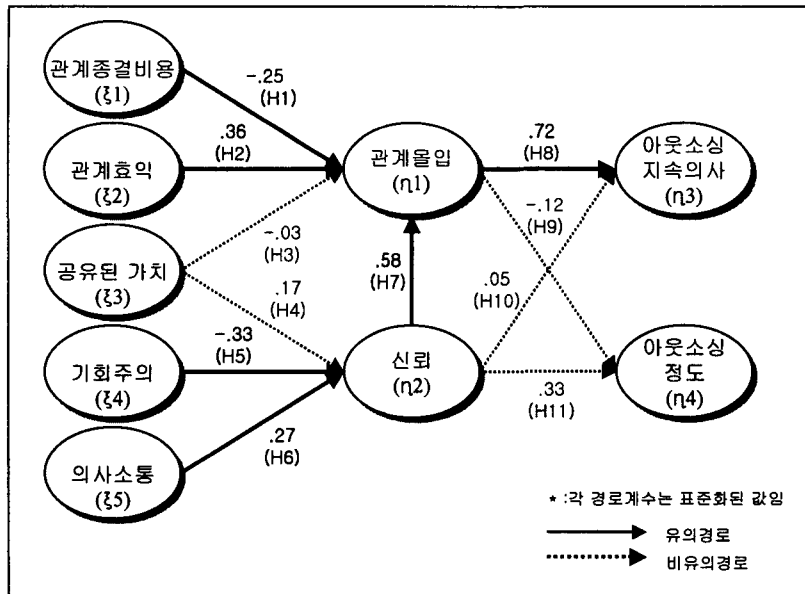 관계종결비용
(ξ1)
-.25
(H1)
관계효익
(ξ2)
.36
(H2)
공유된 가치
(ξ3)
-.03
(H3)
.17
(H4)
기회주의
(ξ4)
-.33
(H5)
의사소통
(ξ5)
.27
(H6)
관계몰입
(η1)
.58
(H7)
신뢰
(η2)
.72
(H8)
-.12
(H9)
.05
(H10)
.33
(H11)
아웃소싱
지속의사
(η3)
아웃소싱
정도
(η4)
* :각 경로계수는 표준화된 값임
유의경로
비유의경로